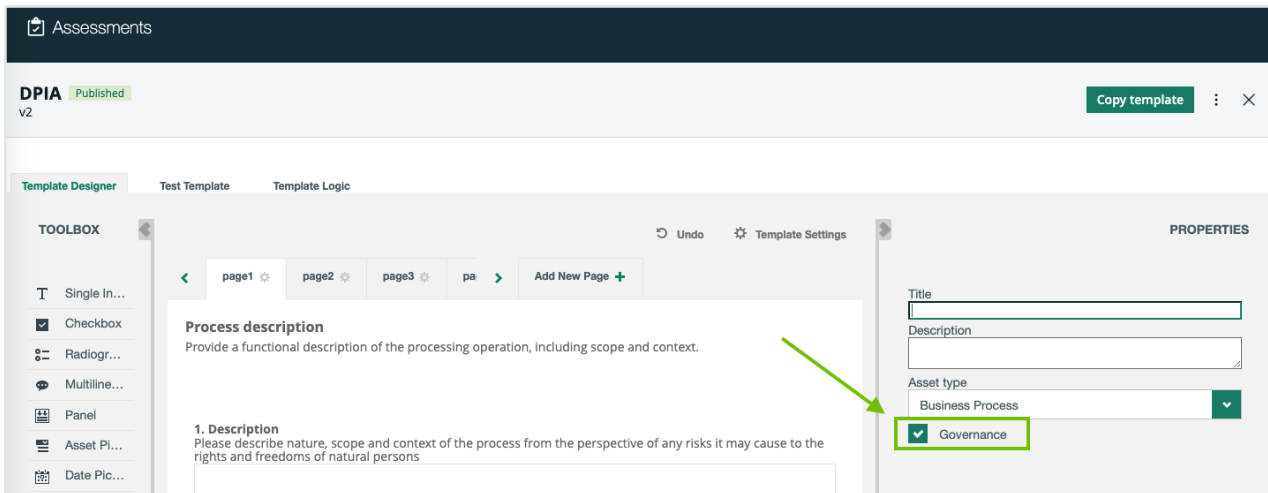 Assessments
DPIA Published
v2
Copy template
Template Designer Test Template Template Logic
TOOLBOX
Undo Template Settings
PROPERTIES
page1 page2 page3 pa Add New Page
Single In...
Checkbox
Radiogr...
Multiline...
Panel
Asset Pi...
Date Pic...
Process description
Provide a functional description of the processing operation, including scope and context.
1. Description
Please describe nature, scope and context of the process from the perspective of any risks it may cause to the
rights and freedoms of natural persons
Title
Description
Asset type
Business Process
Governance